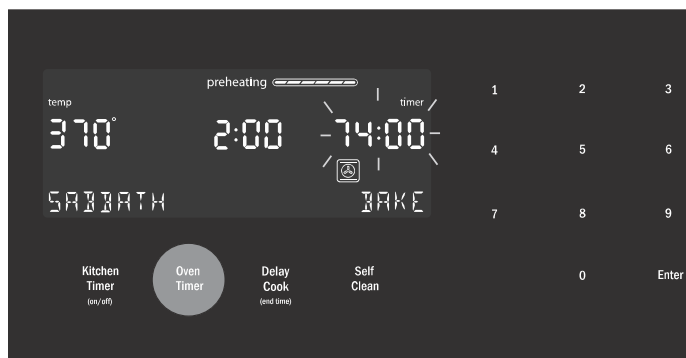 preheating
temp timer
370° 2:00 74:00
SABBATH BAKE
1 2 3
4 5 6
7 8 9
0 Enter
Kitchen Timer (on/off)
Oven Timer
Delay Cook (end time)
Self Clean